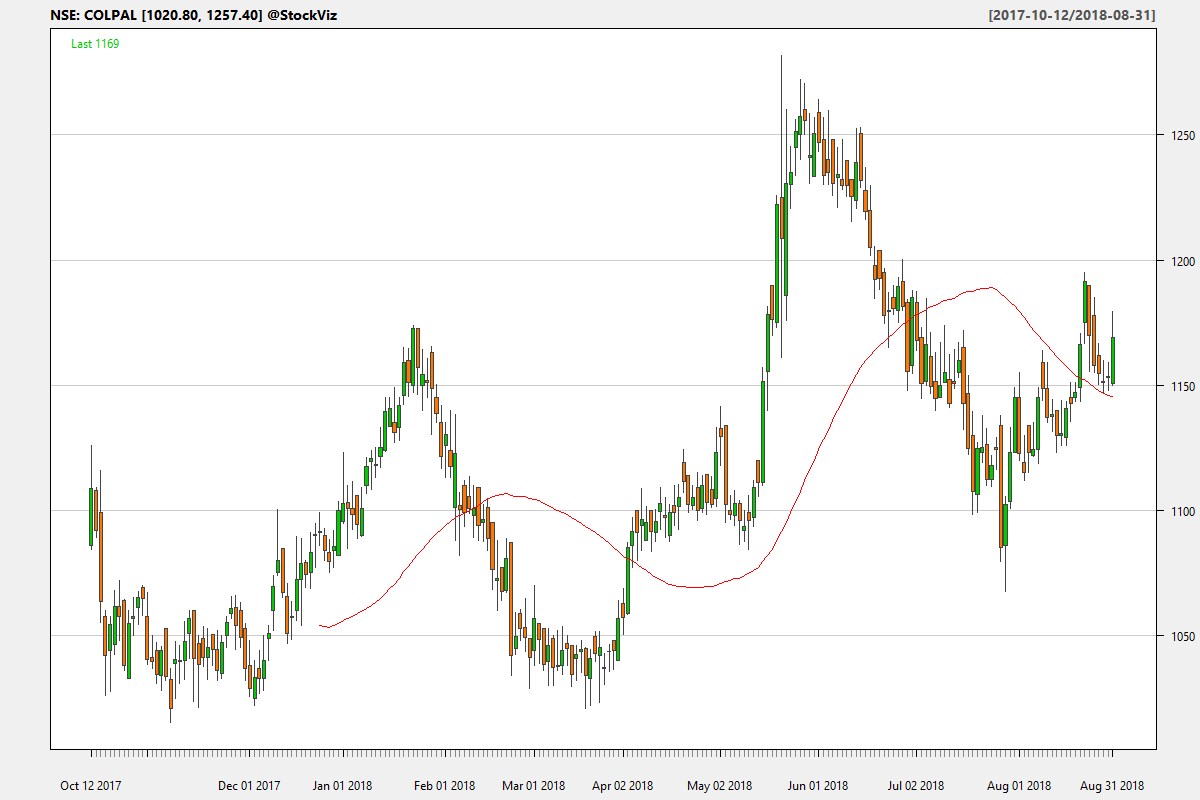 NSE: COLPAL [1020.80, 1257.40] @StockViz [2017-10-12/2018-08-31]
Last 1169
1250
1200
1150
1100
1050
Oct 12 2017 Dec 01 2017 Jan 01 2018 Feb 01 2018 Mar 01 2018 Apr 02 2018 May 02 2018 Jun 01 2018 Jul 02 2018 Aug 01 2018 Aug 31 2018